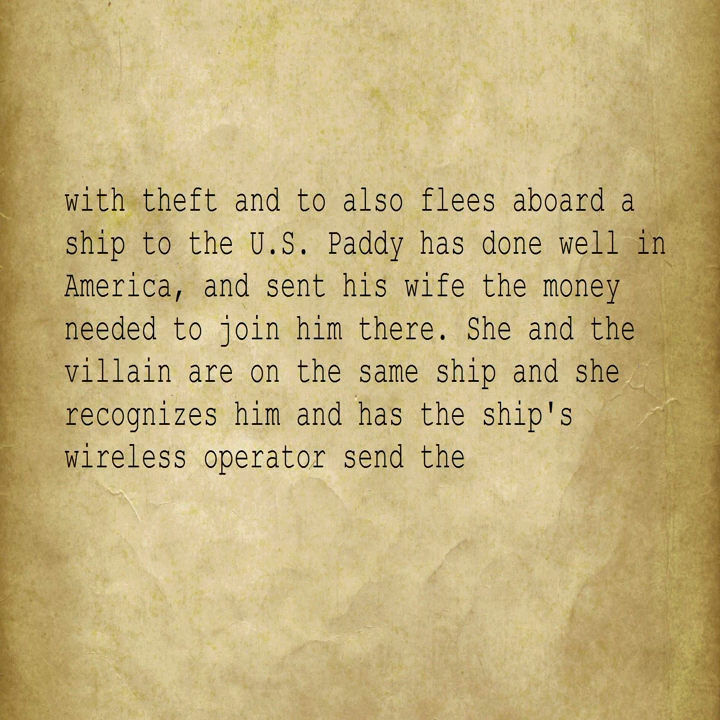 with theft and to also flees aboard a
ship to the U.S. Paddy has done well in
America, and sent his wife the money
needed to join him there. She and the
villain are on the same ship and she
recognizes him and has the ship's
wireless operator send the